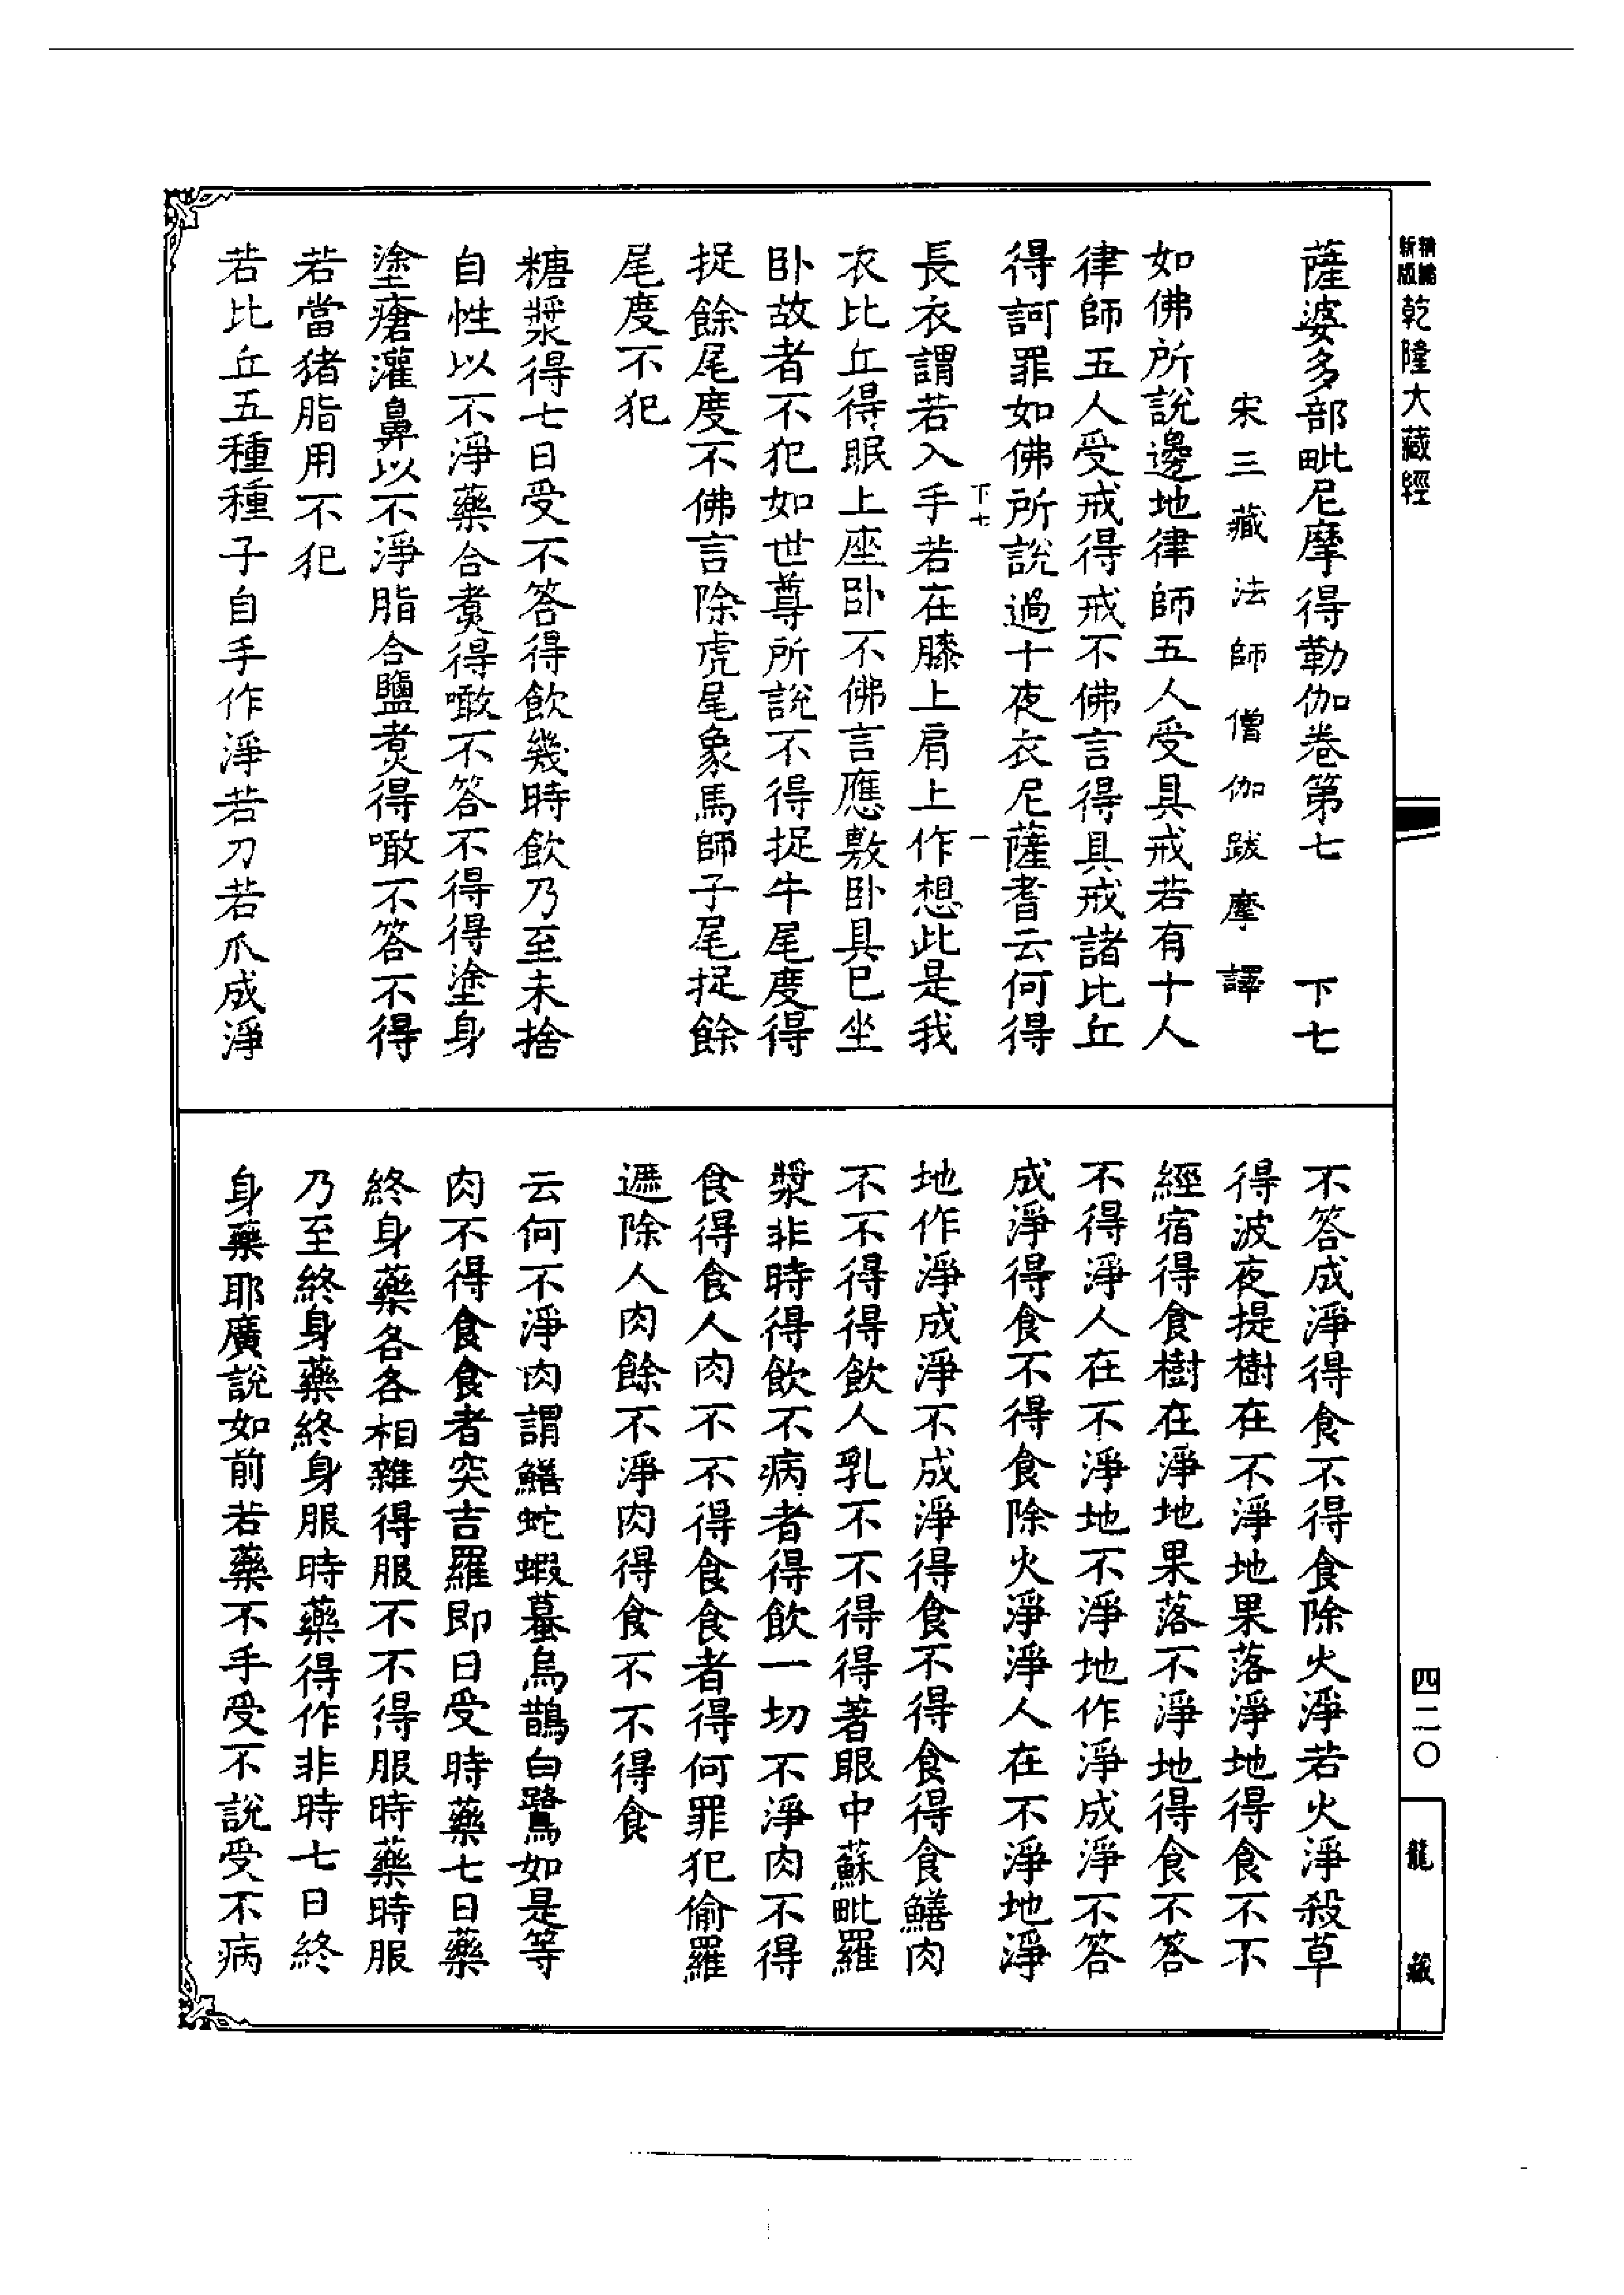 精編
新版
乾隆大藏經
薩婆多部毗尼摩得勒伽卷第七 下七
宋三藏法師僧伽跋摩譯
如佛所說邊地律師五人受具戒若有十人
律師五人受戒得戒不佛言得具戒諸比丘
得訶罪如佛所說過十夜衣尼薩耆云何得
下七 一
長衣謂若入手若在膝上肩上作想此是我
衣比丘得眠上座卧不佛言應敷卧具已坐
卧故者不犯如世尊所說不得捉牛尾度得
捉餘尾度不佛言除虎尾象馬師子尾捉餘
尾度不犯
糖漿得七日受不答得飲幾時飲乃至未捨
自性以不淨藥合煑得噉不答不得得塗身
塗瘡灌鼻以不淨脂合鹽煮得噉不答不得
若當猪脂用不犯
若比丘五種種子自手作淨若刀若爪成淨
不答成淨得食不得食除火淨若火淨殺草
得波夜提樹在不淨地果落淨地得食不不
經宿得食樹在淨地果落不淨地得食不答
不得淨人在不淨地不淨地作淨成淨不答
成淨得食不得食除火淨淨人在不淨地淨
地作淨成淨不成淨得食不得食得食鱔肉
不不得得飲人乳不不得得著眼中蘇毗羅
漿非時得飲不病者得飲一切不淨肉不得
食得食人肉不不得食食者得何罪犯偷羅
遮除人肉餘不淨肉得食不不得食
云何不淨肉謂鱔蛇蝦蟇烏鵲白鷺如是等
肉不得食食者突吉羅即日受時藥七日藥
終身藥各各相雜得服不不得服時藥時服
乃至終身藥終身服時藥得作非時七日終
身藥耶廣說如前若藥不手受不說受不病
四二〇
龍藏